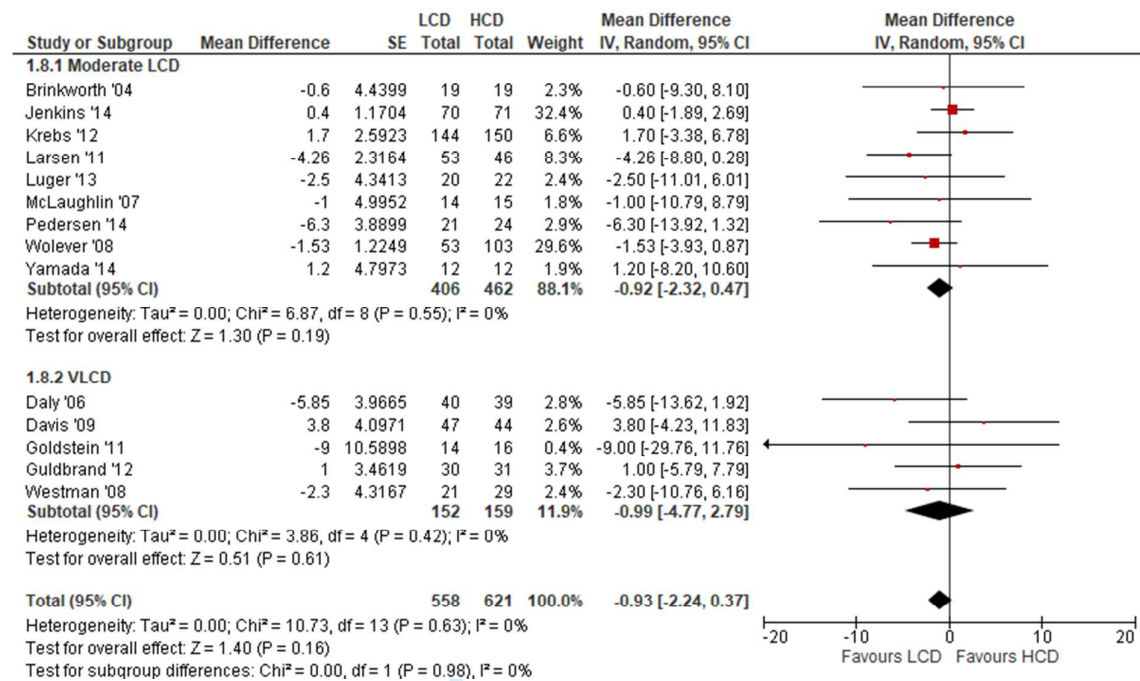 LCD HCD Mean Difference Mean Difference
Study or Subgroup Mean Difference SE Total Total Weight IV, Random, 95% CI IV, Random, 95% CI
1.8.1 Moderate LCD
Brinkworth '04 -0.6 4.4399 19 19 2.3% -0.60 [-9.30, 8.10]
Jenkins '14 0.4 1.1704 70 71 32.4% 0.40 [-1.89, 2.69]
Krebs '12 1.7 2.5923 144 150 6.6% 1.70 [-3.38, 6.78]
Larsen '11 -4.26 2.3164 53 46 8.3% -4.26 [-8.80, 0.28]
Luger '13 -2.5 4.3413 20 22 2.4% -2.50 [-11.01, 6.01]
McLaughlin '07 -1 4.9952 14 15 1.8% -1.00 [-10.79, 8.79]
Pedersen '14 -6.3 3.8899 21 24 2.9% -6.30 [-13.92, 1.32]
Wolever '08 -1.53 1.2249 53 103 29.6% -1.53 [-3.93, 0.87]
Yamada '14 1.2 4.7973 12 12 1.9% 1.20 [-8.20, 10.60]
Subtotal (95% CI) 406 462 88.1% -0.92 [-2.32, 0.47]
Heterogeneity: Tau² = 0.00; Chi² = 6.87, df = 8 (P = 0.55); I² = 0%
Test for overall effect: Z = 1.30 (P = 0.19)
1.8.2 VLCD
Daly '06 -5.85 3.9665 40 39 2.8% -5.85 [-13.62, 1.92]
Davis '09 3.8 4.0971 47 44 2.6% 3.80 [-4.23, 11.83]
Goldstein '11 -9 10.5898 14 16 0.4% -9.00 [-29.76, 11.76]
Guldbrand '12 1 3.4619 30 31 3.7% 1.00 [-5.79, 7.79]
Westman '08 -2.3 4.3167 21 29 2.4% -2.30 [-10.76, 6.16]
Subtotal (95% CI) 152 159 11.9% -0.99 [-4.77, 2.79]
Heterogeneity: Tau² = 0.00; Chi² = 3.86, df = 4 (P = 0.42); I² = 0%
Test for overall effect: Z = 0.51 (P = 0.61)
Total (95% CI) 558 621 100.0% -0.93 [-2.24, 0.37]
Heterogeneity: Tau² = 0.00; Chi² = 10.73, df = 13 (P = 0.63); I² = 0%
Test for overall effect: Z = 1.40 (P = 0.16)
Test for subgroup differences: Chi² = 0.00, df = 1 (P = 0.98), I² = 0%
-20 -10 0 10 20
Favours LCD Favours HCD